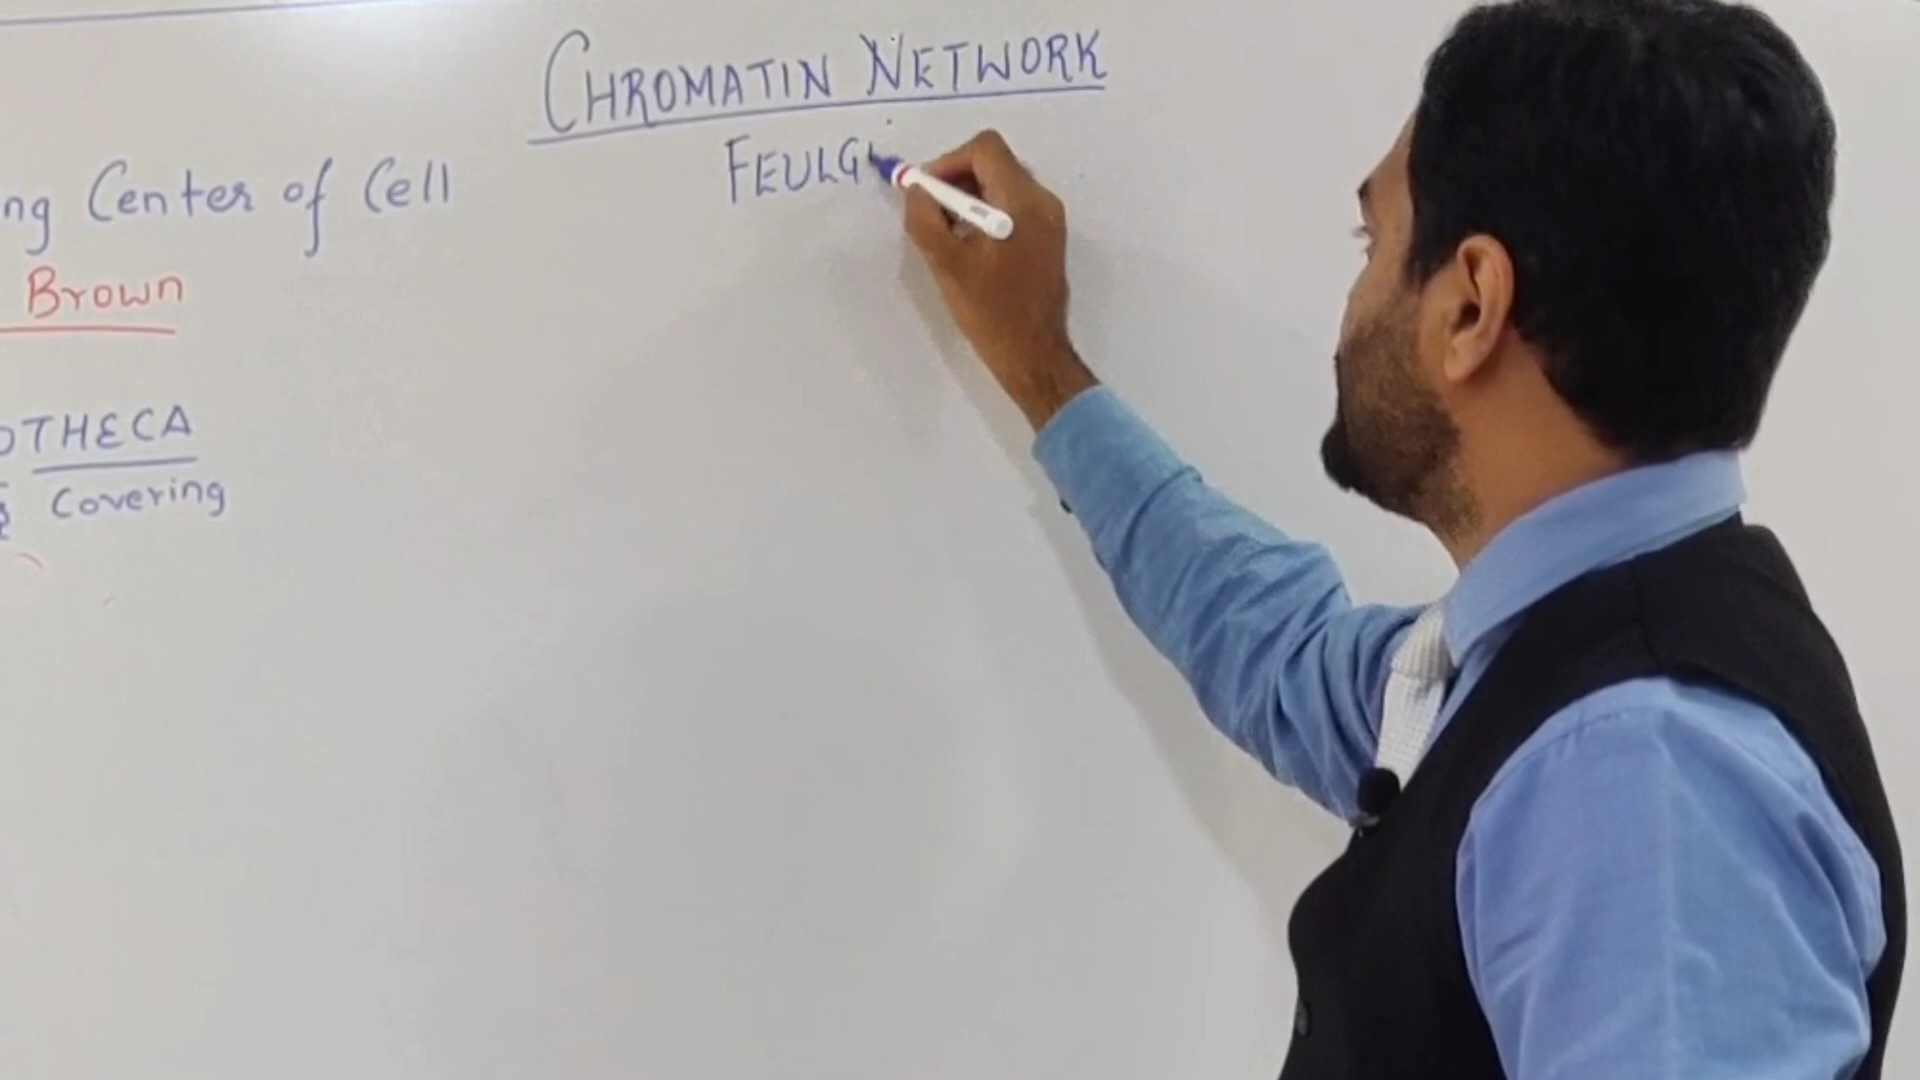 CHROMATIN NETWORK
FEULG
ng Center of Cell
Brown
OTHECA
Covering